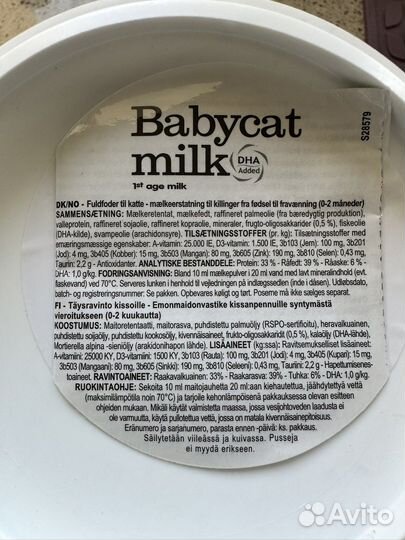 Babycat
milk
DHA
Added
1st age milk
S28579
DK/NO - Fuldfoder til katte - mælkeerstatning til killinger fra fødsel til fravænning (0-2 måneder)
SAMMENSÆTNING: Mælkeretentat, mælkefedt, raffineret palmeolie (fra bæredygtig produktion),
valleprotein, raffineret sojaolie, raffineret kopraolie, mineraler, frugto-oligosakkarider (0,5 %), fiskeolie
(DHA-kilde), svampeolie (arachidonsyre). TILSÆTNINGSSTOFFER (pr. kg): Tilsætningsstoffer med
ernæringsmæssige egenskaber: A-vitamin: 25.000 IE, D3-vitamin: 1.500 IE, 3b103 (Jern): 100 mg, 3b201
(Jod): 4 mg, 3b405 (Kobber): 15 mg, 3b503 (Mangan): 80 mg, 3b605 (Zink): 190 mg, 3b810 (Selen): 0,43 mg,
Taurin: 2,2 g - Antioxidanter. ANALYTISKE BESTANDDELE: Protein: 33 % - Råfedt: 39 % - Råaske: 6 % -
DHA: 1,0 g/kg. FODRINGSANVISNING: Bland 10 ml mælkepulver i 20 ml vand med lavt mineralindhold (evt.
flaskevand) ved 70°C. Serveres lunken i henhold til vejledning på indlægssedlen (inde i dåsen). Udløbsdato,
batch- og registreringsnummer: Se pakken. Opbevares køligt og tørt. Poserne må ikke sælges separat.
FI - Täysravinto kissoille - Emonmaidonvastike kissanpennuille syntymästä
vieroitukseen (0-2 kuukautta)
KOOSTUMUS: Maitoretentaatti, maitorasva, puhdistettu palmuöljy (RSPO-sertifioitu), heravalkuainen,
puhdistettu soijaöljy, puhdistettu kookosöljy, kivennäisaineet, frukto-oligosakkaridit (0,5 %), kalaöljy (DHA-lähde),
Mortierella alpina -sieniöljy (arakidonihapon lähde). LISÄAINEET (kg:ssa): Ravitsemukselliset lisäaineet:
A-vitamiini: 25000 KY, D3-vitamiini: 1500 KY, 3b103 (Rauta): 100 mg, 3b201 (Jodi): 4 mg, 3b405 (Kupari): 15 mg,
3b503 (Mangaani): 80 mg, 3b605 (Sinkki): 190 mg, 3b810 (Seleeni): 0,43 mg, Tauriini: 2,2 g - Hapettumisenes-
toaineet. RAVINTOAINEET: Raakavalkuainen: 33% - Raakarasva: 39% - Tuhka: 6% - DHA: 1,0 g/kg.
RUOKINTAOHJE: Sekoita 10 ml maitojauhetta 20 ml:aan kiehautettua, jäähdytettyä vettä
(maksimilämpötila noin 70°C) ja tarjoile kehonlämpöisenä pakkauksessa olevan esitteen
ohjeiden mukaan. Mikäli käytät valmistetta maassa, jossa vesijohtoveden laadusta ei
ole varmuutta, käytä pullotettua vettä, jossa on matala kivennäisainepitoisuus.
Eränumero ja sarjanumero, parasta ennen -päivä: ks. pakkaus.
Säilytetään viileässä ja kuivassa. Pusseja
ei myydä erikseen.
Avito